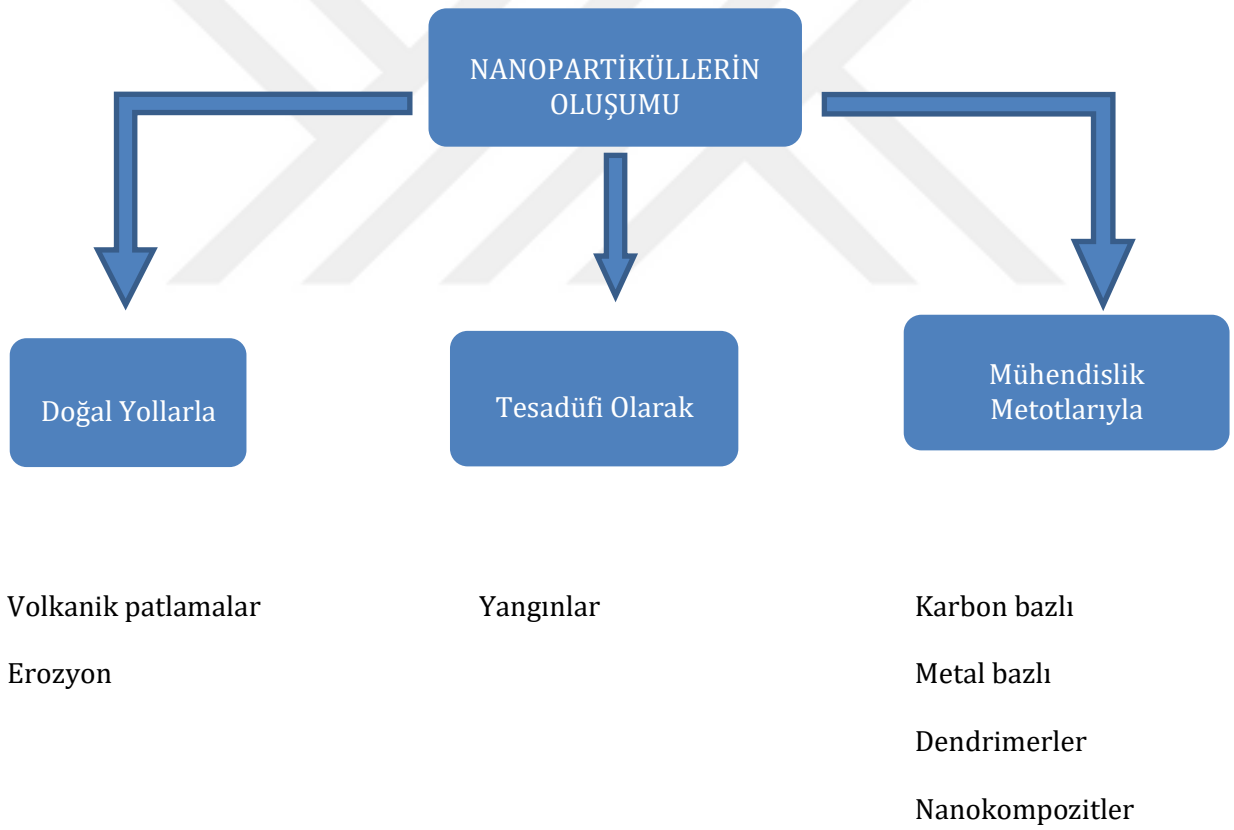 NANOPARTİKÜLLERİN
OLUŞUMU
Doğal Yollarla
Tesadüfi Olarak
Mühendislik
Metotlarıyla
Volkanik patlamalar
Erozyon
Yangınlar
Karbon bazlı
Metal bazlı
Dendrimerler
Nanokompozitler